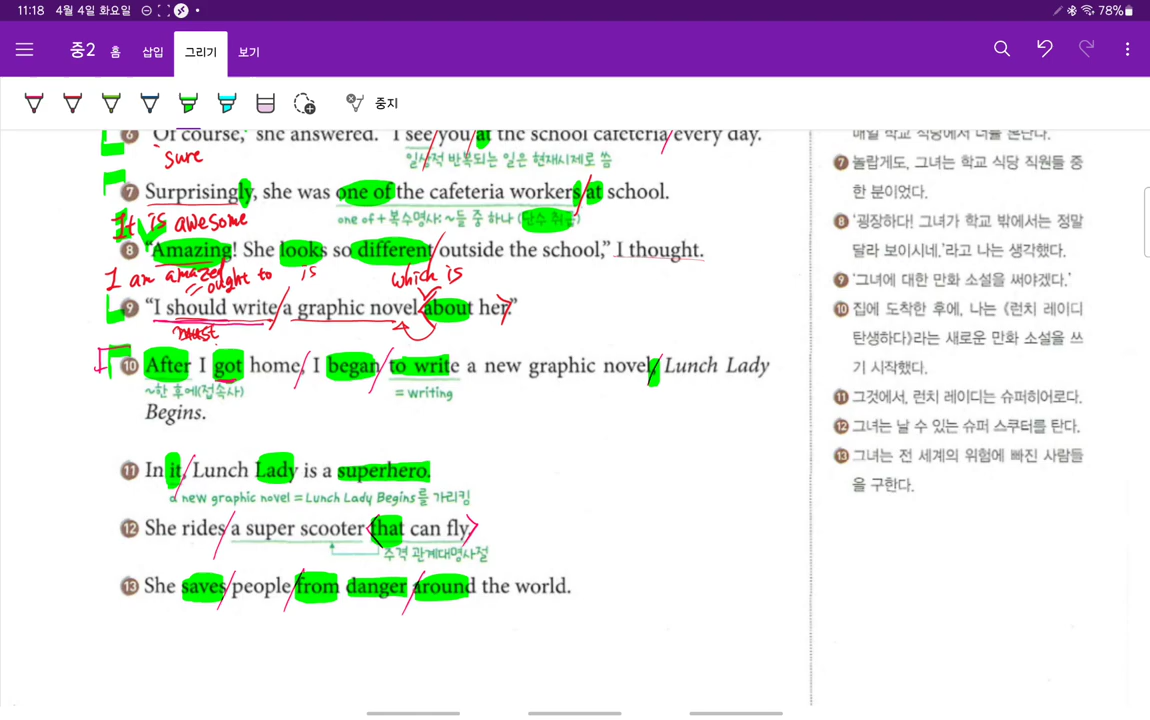 11:18 4월 4일 화요일
78%
중2 홈 삽입 그리기 보기
중지
⑥ "Of course," she answered. "I see you at the school cafeteria every day.
sure
일상적 반복되는 일은 현재시제로 씀
⑦ Surprisingly, she was one of the cafeteria workers at school.
one of + 복수명사: ~들 중 하나 (단수 취급)
It is awesome
⑧ "Amazing! She looks so different outside the school," I thought.
I am amazed
ought to
is
which is
⑨ "I should write a graphic novel about her."
must
⑩ After I got home, I began to write a new graphic novel, Lunch Lady
~한 후에(접속사)
= writing
Begins.
⑪ In it, Lunch Lady is a superhero.
a new graphic novel = Lunch Lady Begins를 가리킴
⑫ She rides a super scooter that can fly.
주격 관계대명사절
⑬ She saves people from danger around the world.
매일 학교 식당에서 너를 본단다.
⑦ 놀랍게도, 그녀는 학교 식당 직원들 중
한 분이었다.
⑧ '굉장하다! 그녀가 학교 밖에서는 정말
달라 보이시네.'라고 나는 생각했다.
⑨ '그녀에 대한 만화 소설을 써야겠다.'
⑩ 집에 도착한 후에, 나는 《런치 레이디
탄생하다》라는 새로운 만화 소설을 쓰
기 시작했다.
⑪ 그것에서, 런치 레이디는 슈퍼히어로다.
⑫ 그녀는 날 수 있는 슈퍼 스쿠터를 탄다.
⑬ 그녀는 전 세계의 위험에 빠진 사람들
을 구한다.